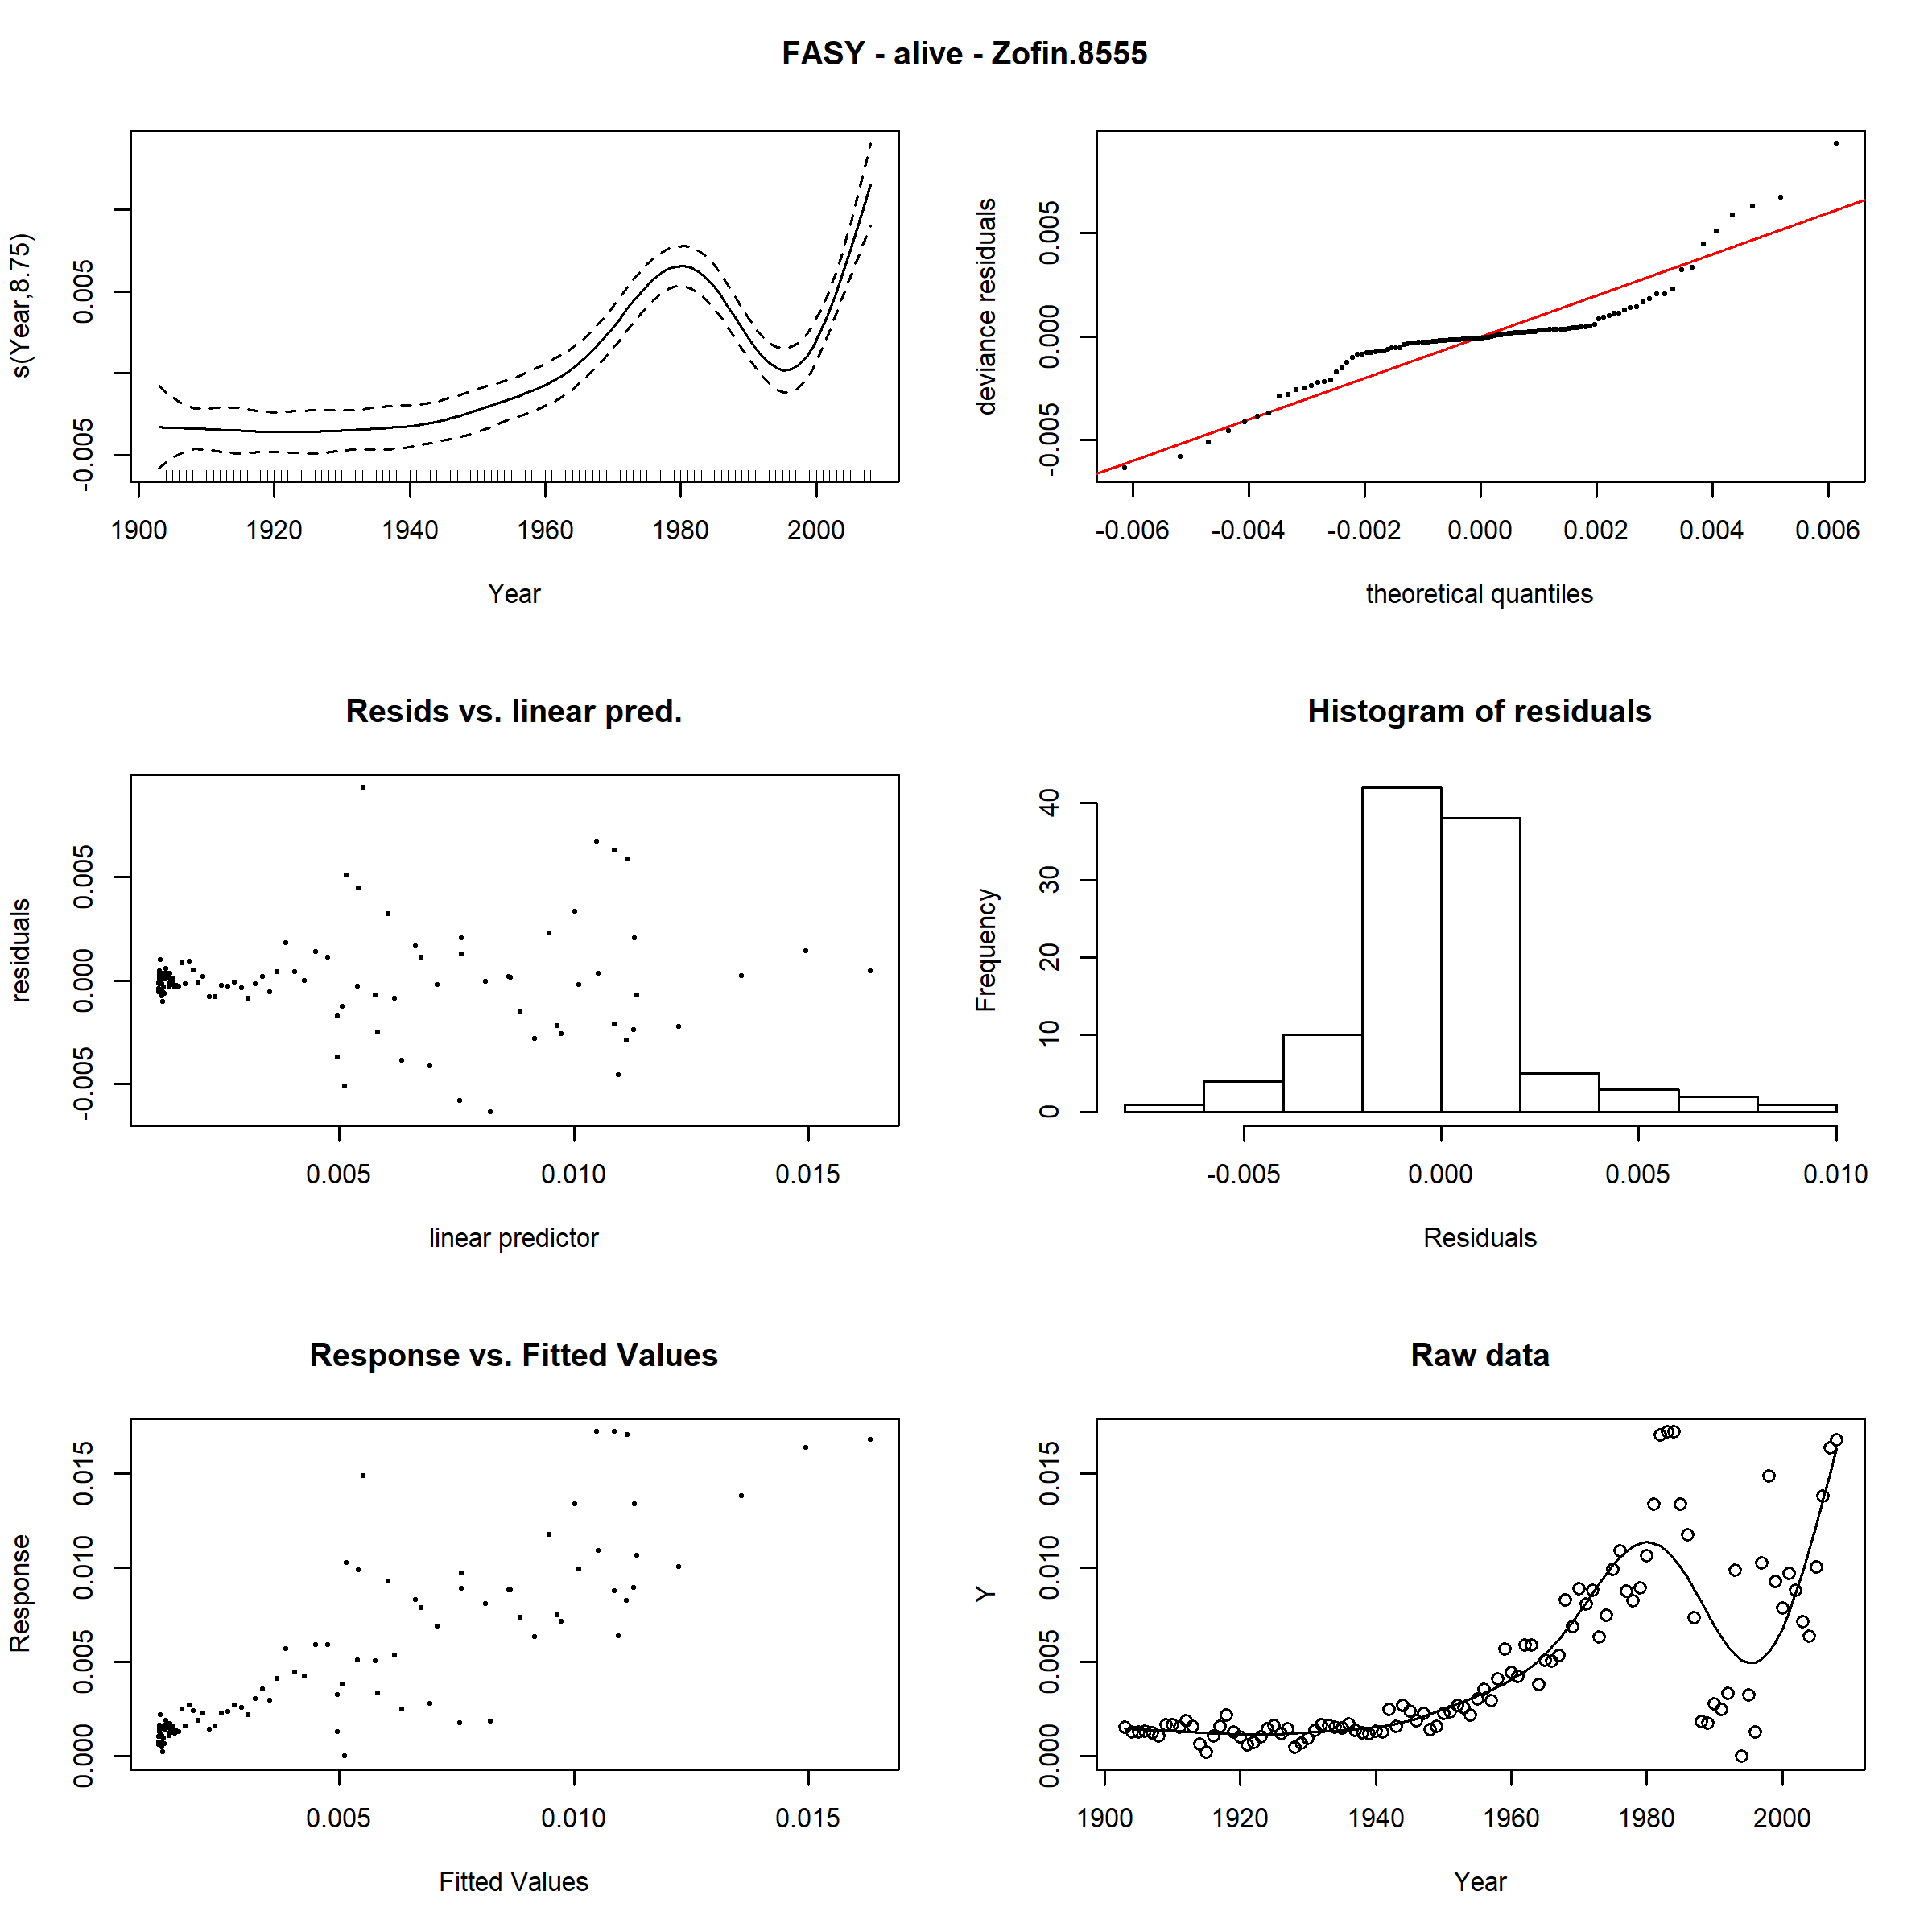 FASY - alive - Zofin.8555
s(Year,8.75)
-0.005 0.005
1900 1920 1940 1960 1980 2000
Year
deviance residuals
-0.005 0.000 0.005
-0.006 -0.004 -0.002 0.000 0.002 0.004 0.006
theoretical quantiles
Resids vs. linear pred.
residuals
-0.005 0.000 0.005
0.005 0.010 0.015
linear predictor
Histogram of residuals
Frequency
0 10 20 30 40
-0.005 0.000 0.005 0.010
Residuals
Response vs. Fitted Values
Response
0.000 0.005 0.010 0.015
0.005 0.010 0.015
Fitted Values
Raw data
Y
0.000 0.005 0.010 0.015
1900 1920 1940 1960 1980 2000
Year